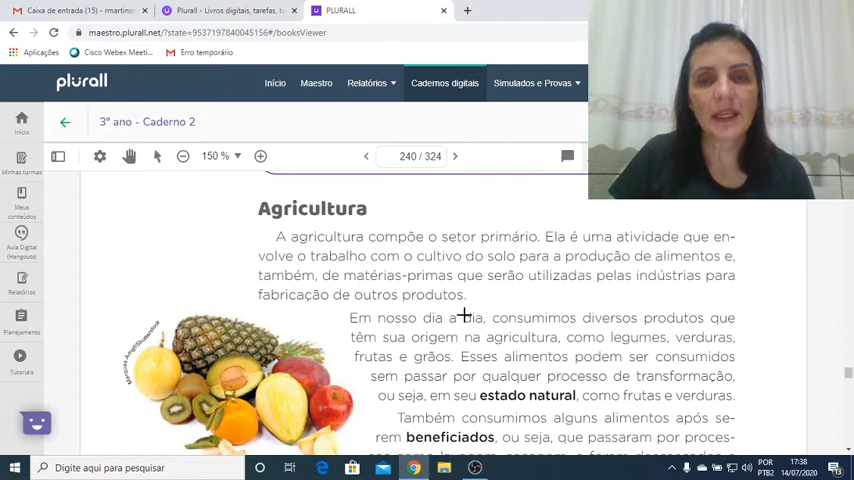 Caixa de entrada (15) - rmartinsn
Plurall - Livros digitais, tarefas, tu
PLURALL
maestro.plurall.net/?state=9537197840045156#/booksViewer
Aplicações
Cisco Webex Meet...
Erro temporário
plurall
Início
Maestro
Relatórios
Cadernos digitais
Simulados e Provas
Início
3º ano - Caderno 2
Minhas turmas
150 %
240 / 324
Meus conteúdos
Aula Digital (Hangouts)
Relatórios
Planejamento
Tutoriais
Agricultura
A agricultura compõe o setor primário. Ela é uma atividade que en-
volve o trabalho com o cultivo do solo para a produção de alimentos e,
também, de matérias-primas que serão utilizadas pelas indústrias para
fabricação de outros produtos.
Em nosso dia a dia, consumimos diversos produtos que
têm sua origem na agricultura, como legumes, verduras,
frutas e grãos. Esses alimentos podem ser consumidos
sem passar por qualquer processo de transformação,
ou seja, em seu estado natural, como frutas e verduras.
Também consumimos alguns alimentos após se-
rem beneficiados, ou seja, que passaram por proces-
Digite aqui para pesquisar
POR
PTB2
17:38
14/07/2020